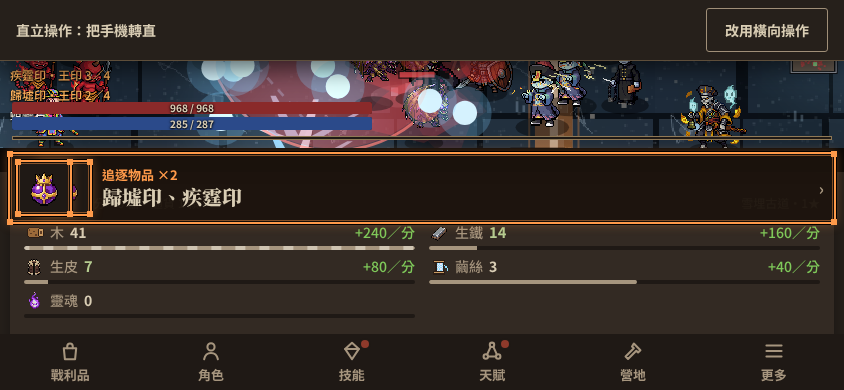 直立操作：把手機轉直
改用橫向操作
疾霆印·王印 3／4
歸墟印·王印 2／4
968 / 968
285 / 287
追逐物品 ×2
歸墟印、疾霆印
木 41 +240／分
生鐵 14 +160／分
生皮 7 +80／分
繭絲 3 +40／分
靈魂 0
戰利品
角色
技能
天賦
營地
更多